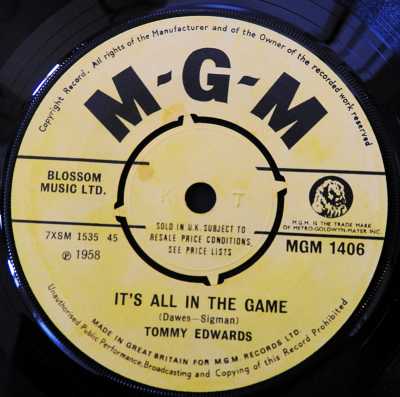 Copyright Record. All rights of the Manufacturer and of the Owner of the recorded work reserved.
M-G-M
BLOSSOM
MUSIC LTD.
K T
SOLD IN U.K. SUBJECT TO
RESALE PRICE CONDITIONS,
SEE PRICE LISTS
7XSM 1535 45
℗ 1958
M.G.M. IS THE TRADE MARK
OF METRO-GOLDWYN-MAYER INC.
MGM 1406
IT'S ALL IN THE GAME
(Dawes-Sigman)
TOMMY EDWARDS
MADE IN GREAT BRITAIN FOR M.G.M. RECORDS LTD.
Unauthorised Public Performance, Broadcasting and Copying of this Record Prohibited.